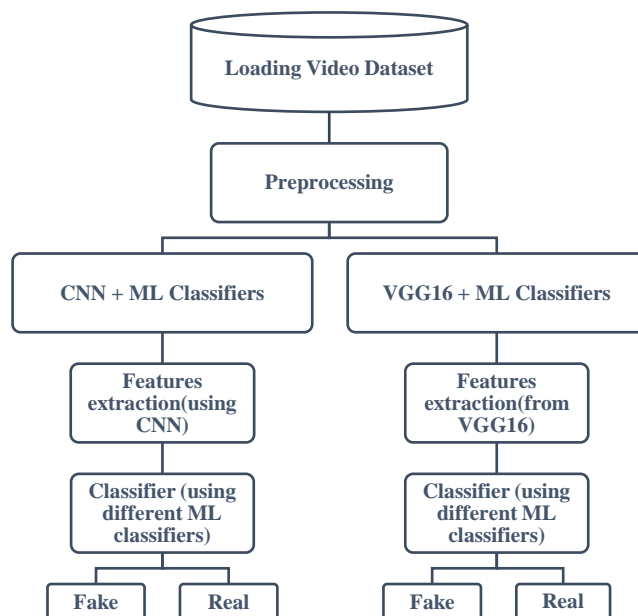 Loading Video Dataset
Preprocessing
CNN + ML Classifiers
VGG16 + ML Classifiers
Features
extraction(using
CNN)
Features
extraction(from
VGG16)
Classifier (using
different ML
classifiers)
Classifier (using
different ML
classifiers)
Fake
Real
Fake
Real